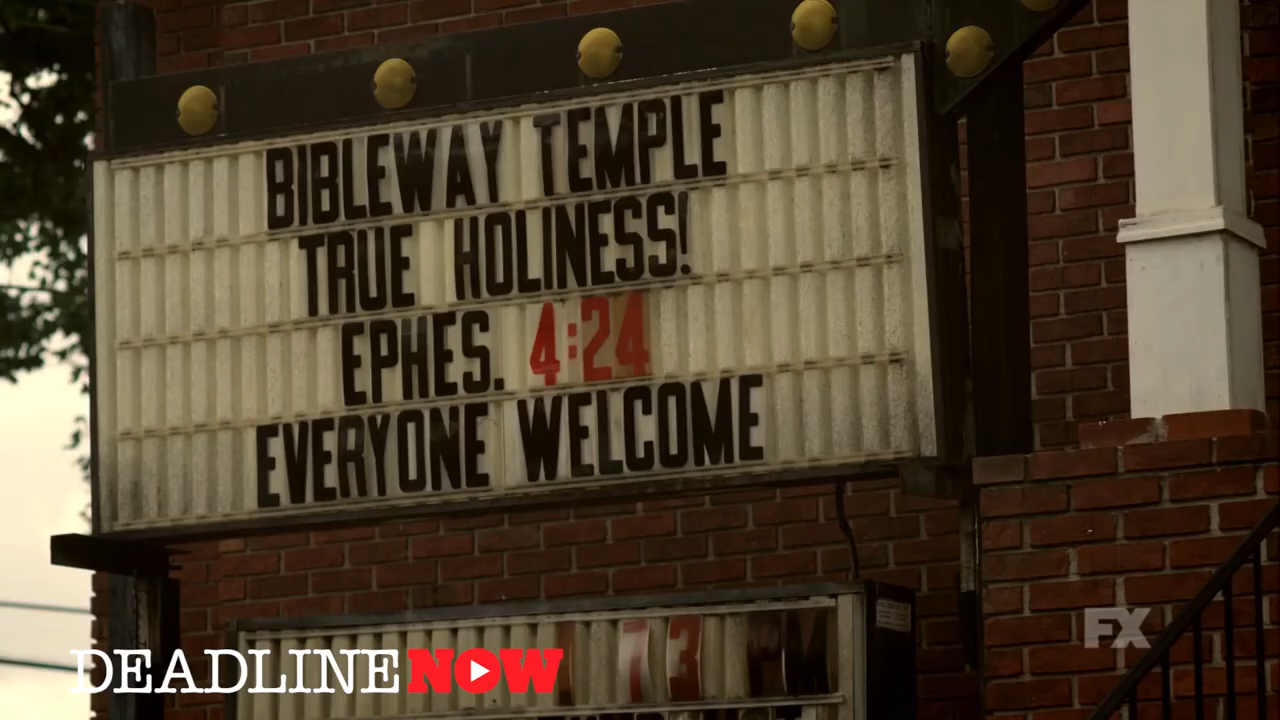 BIBLEWAY TEMPLE
TRUE HOLINESS!
EPHES. 4:24
EVERYONE WELCOME
FX
DEADLINE NOW